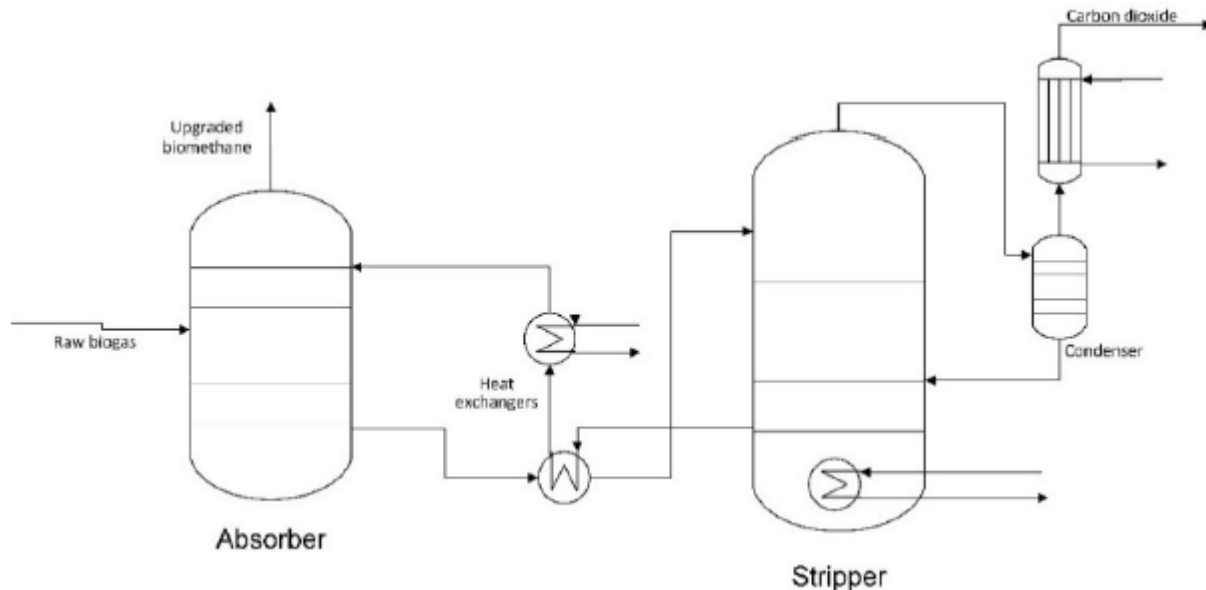 Carbon dioxide
Upgraded
biomethane
Raw biogas
Heat
exchangers
Condenser
Absorber
Stripper